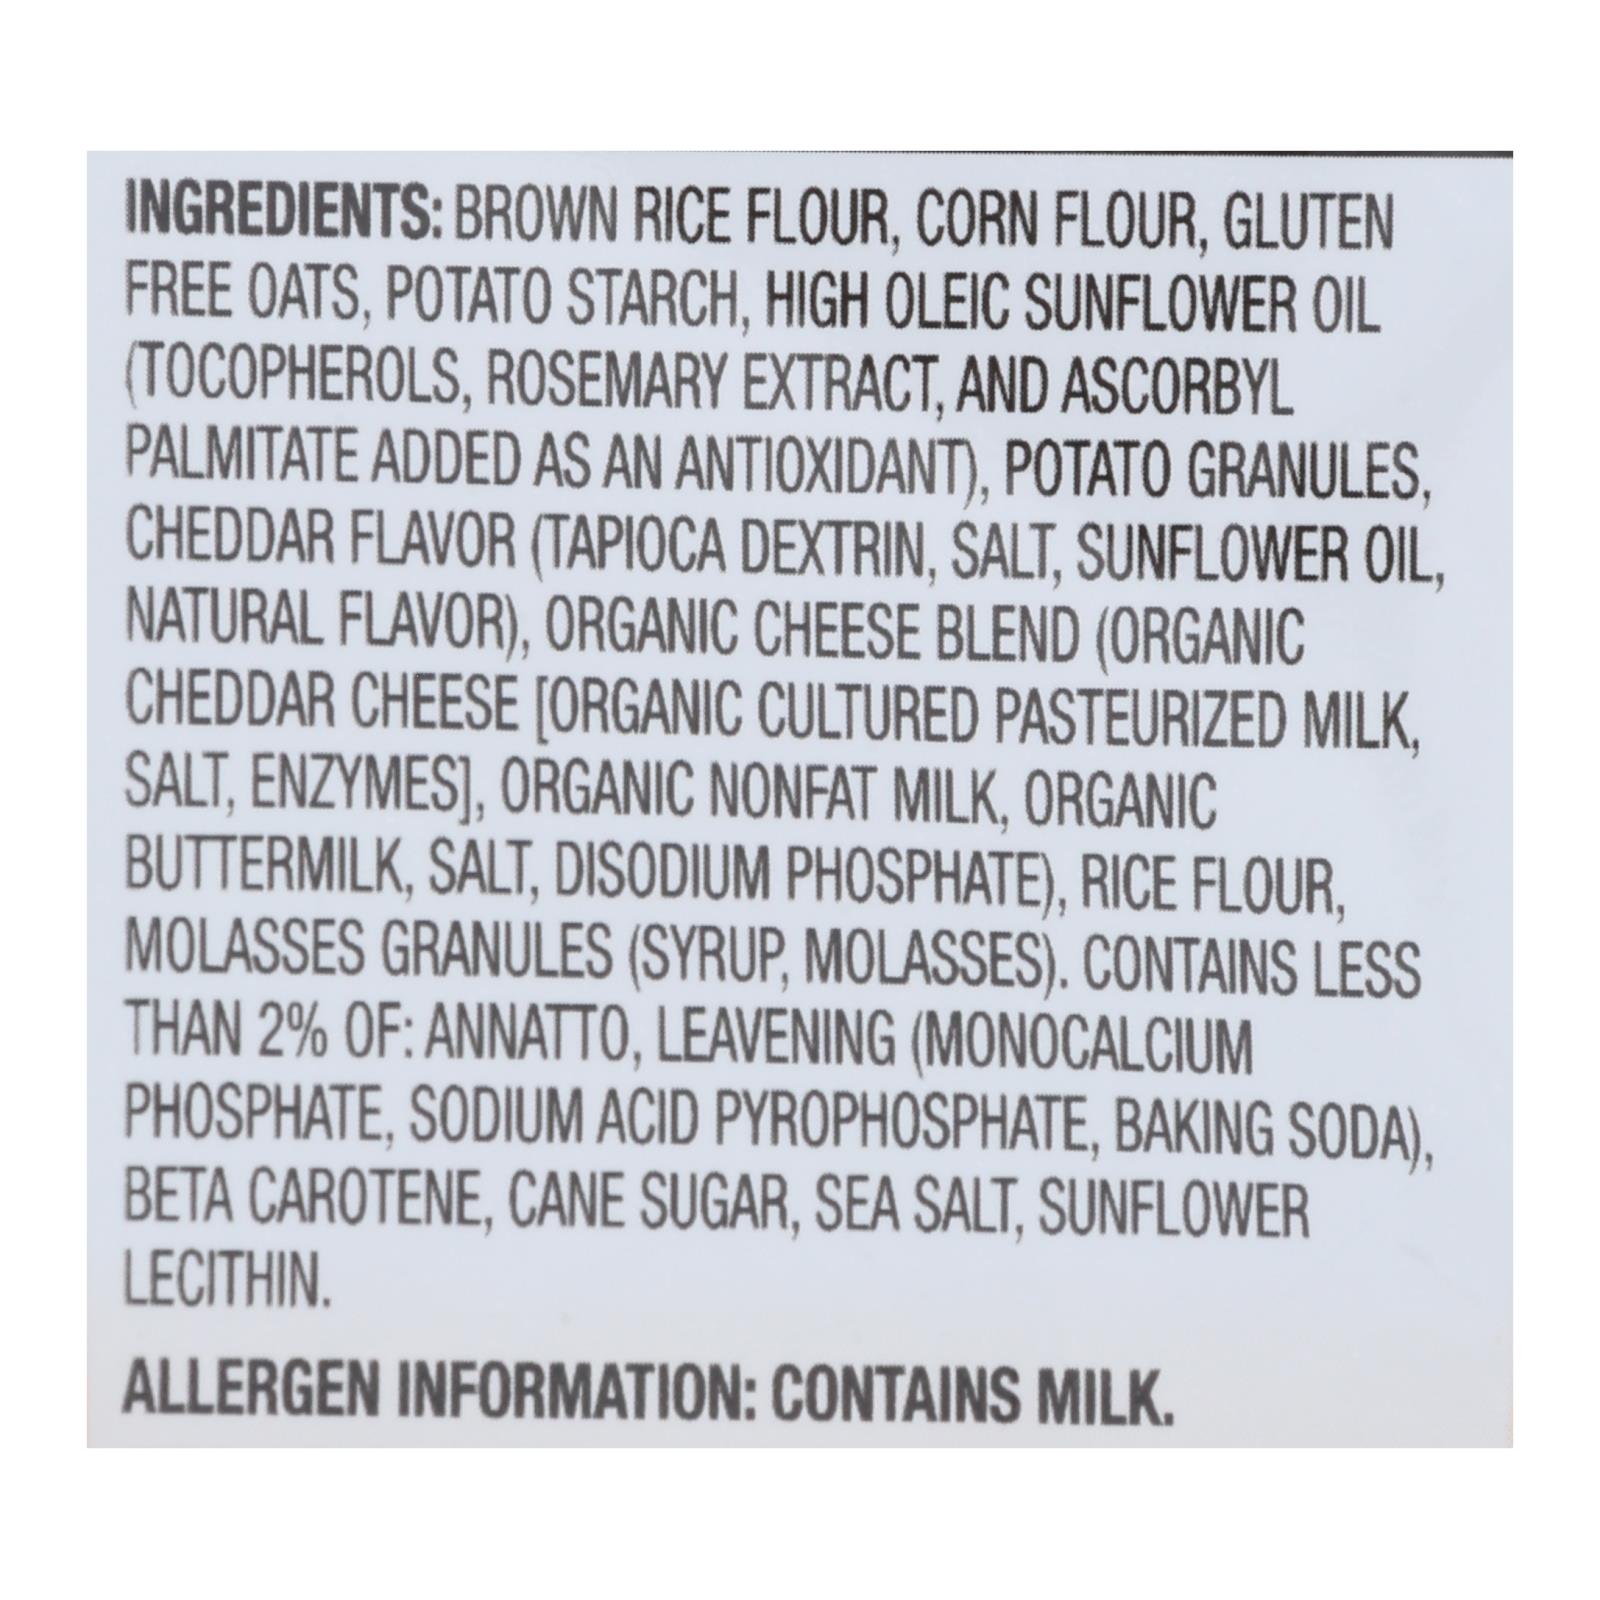 INGREDIENTS: BROWN RICE FLOUR, CORN FLOUR, GLUTEN
FREE OATS, POTATO STARCH, HIGH OLEIC SUNFLOWER OIL
(TOCOPHEROLS, ROSEMARY EXTRACT, AND ASCORBYL
PALMITATE ADDED AS AN ANTIOXIDANT), POTATO GRANULES,
CHEDDAR FLAVOR (TAPIOCA DEXTRIN, SALT, SUNFLOWER OIL,
NATURAL FLAVOR), ORGANIC CHEESE BLEND (ORGANIC
CHEDDAR CHEESE [ORGANIC CULTURED PASTEURIZED MILK,
SALT, ENZYMES], ORGANIC NONFAT MILK, ORGANIC
BUTTERMILK, SALT, DISODIUM PHOSPHATE), RICE FLOUR,
MOLASSES GRANULES (SYRUP, MOLASSES). CONTAINS LESS
THAN 2% OF: ANNATTO, LEAVENING (MONOCALCIUM
PHOSPHATE, SODIUM ACID PYROPHOSPHATE, BAKING SODA),
BETA CAROTENE, CANE SUGAR, SEA SALT, SUNFLOWER
LECITHIN.
ALLERGEN INFORMATION: CONTAINS MILK.